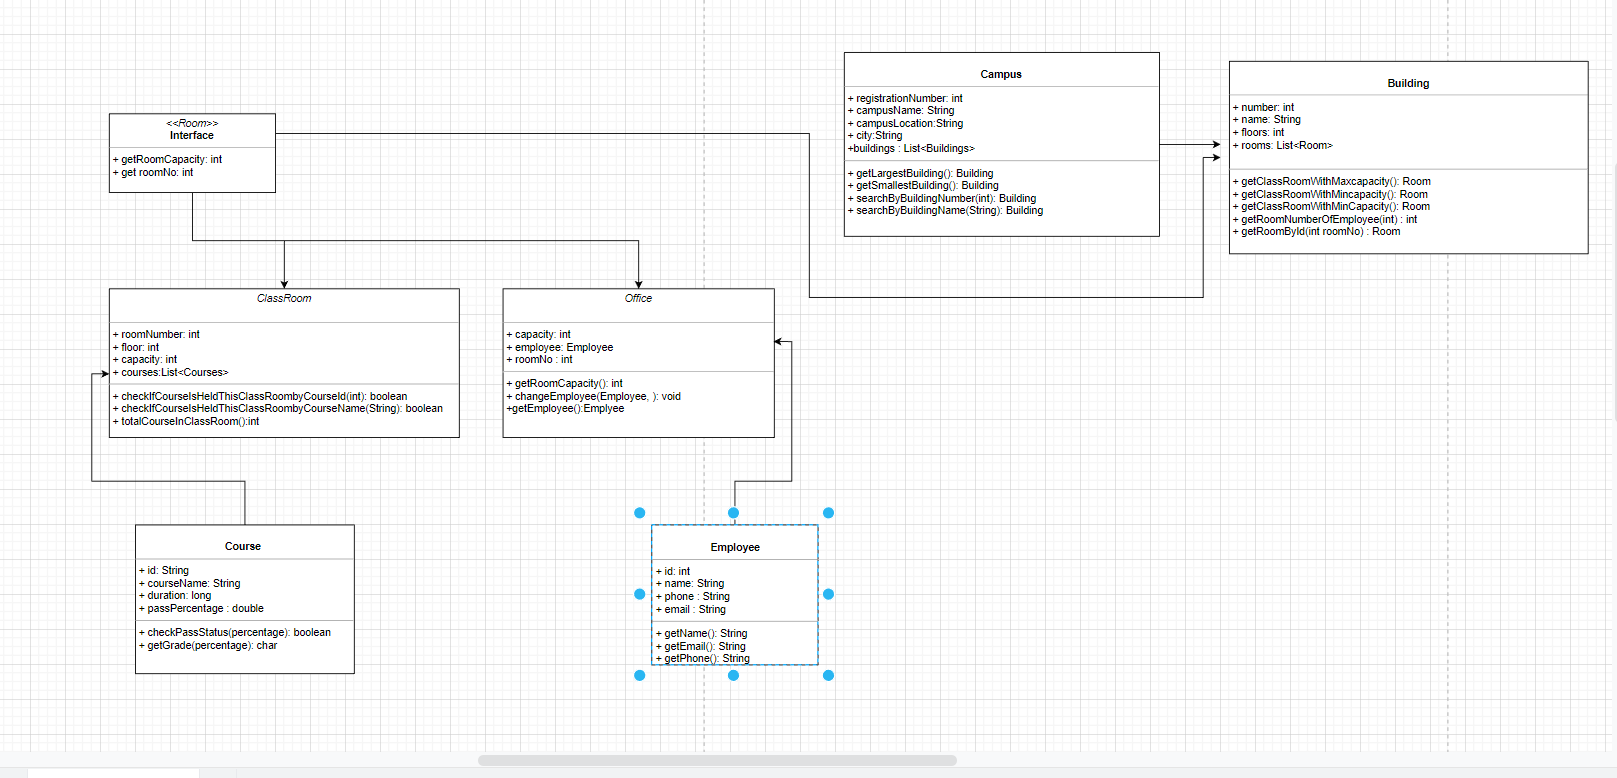 <<Room>>
Interface
+ getRoomCapacity: int
+ get roomNo: int
Campus
+ registrationNumber: int
+ campusName: String
+ campusLocation:String
+ city:String
+buildings : List<Buildings>
+ getLargestBuilding(): Building
+ getSmallestBuilding(): Building
+ searchByBuildingNumber(int): Building
+ searchByBuildingName(String): Building
Building
+ number: int
+ name: String
+ floors: int
+ rooms: List<Room>
+ getClassRoomWithMaxcapacity(): Room
+ getClassRoomWithMincapacity(): Room
+ getClassRoomWithMinCapacity(): Room
+ getRoomNumberOfEmployee(int) : int
+ getRoomById(int roomNo) : Room
ClassRoom
+ roomNumber: int
+ floor: int
+ capacity: int
+ courses:List<Courses>
+ checkIfCourseIsHeldThisClassRoombyCourseId(int): boolean
+ checkIfCourseIsHeldThisClassRoombyCourseName(String): boolean
+ totalCourseInClassRoom():int
Office
+ capacity: int
+ employee: Employee
+ roomNo : int
+ getRoomCapacity(): int
+ changeEmployee(Employee, ): void
+getEmployee():Emplyee
Course
+ id: String
+ courseName: String
+ duration: long
+ passPercentage : double
+ checkPassStatus(percentage): boolean
+ getGrade(percentage): char
Employee
+ id: int
+ name: String
+ phone : String
+ email : String
+ getName(): String
+ getEmail(): String
+ getPhone(): String